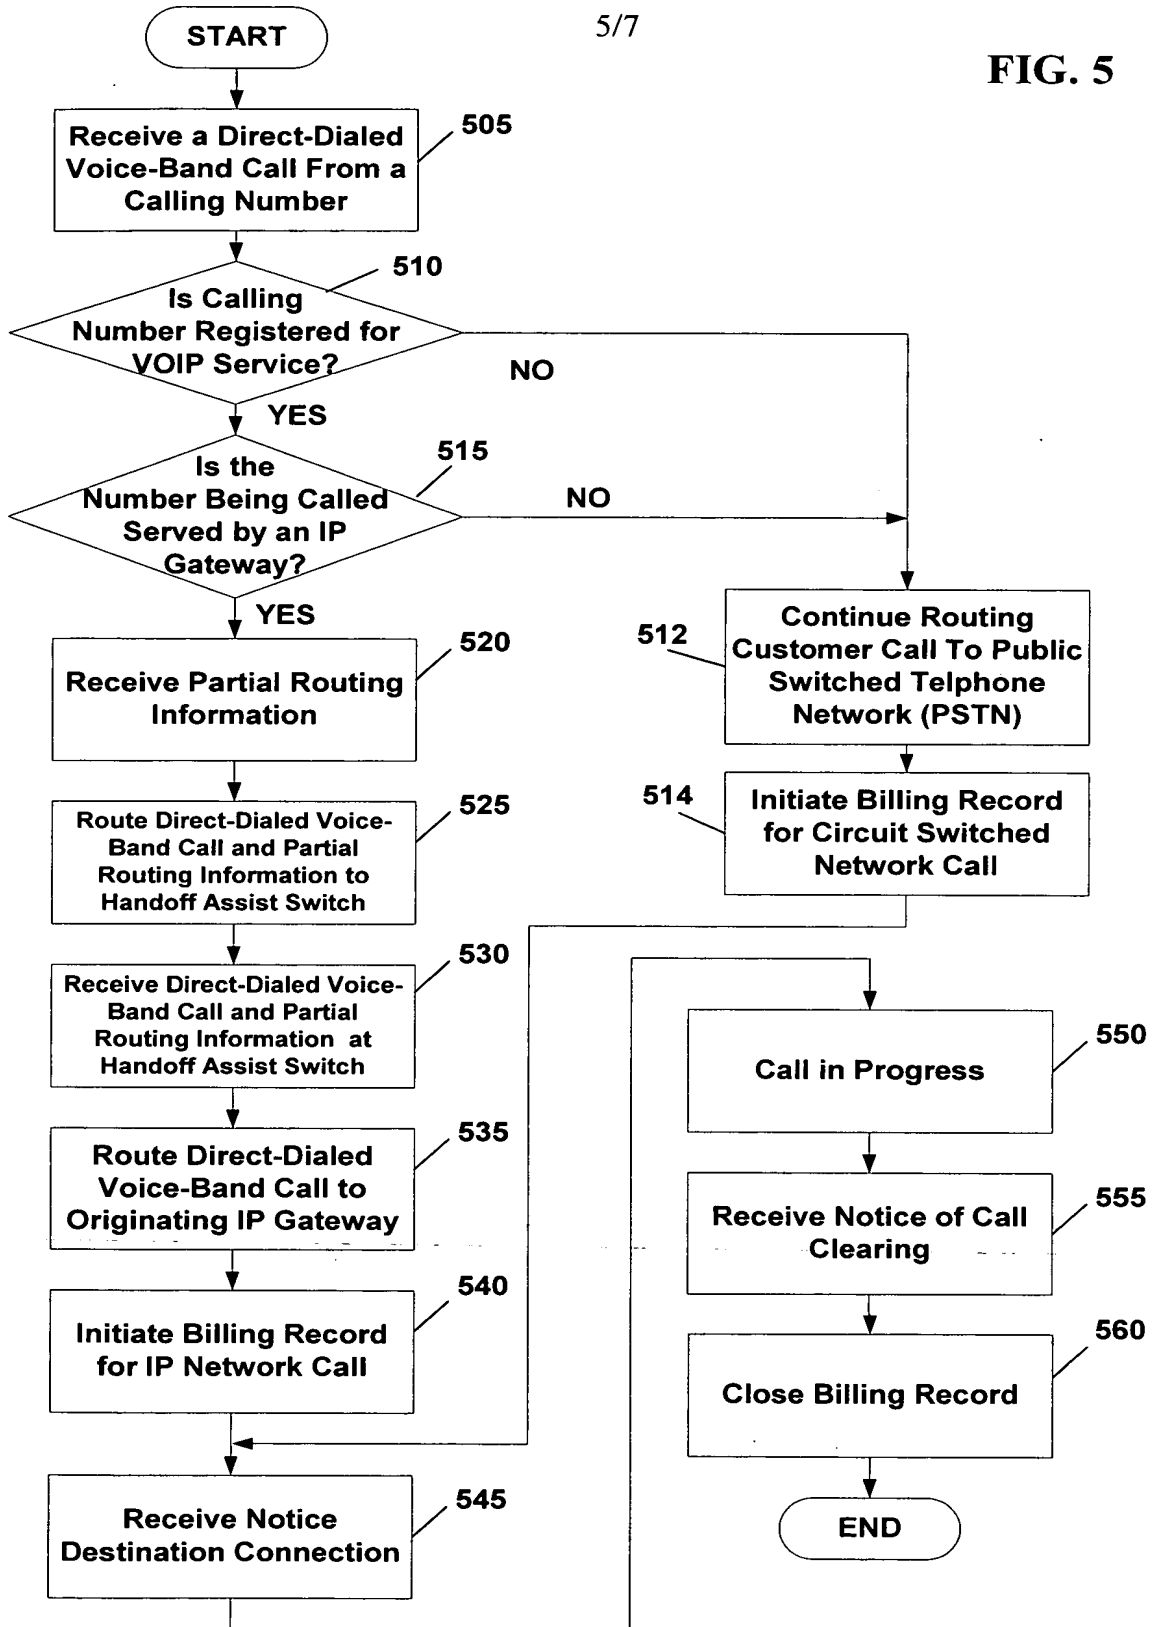 5/7
FIG. 5
START
505
Receive a Direct-Dialed
Voice-Band Call From a
Calling Number
510
Is Calling
Number Registered for
VOIP Service?
NO
YES
515
Is the
Number Being Called
Served by an IP
Gateway?
NO
YES
512
Continue Routing
Customer Call To Public
Switched Telphone
Network (PSTN)
514
Initiate Billing Record
for Circuit Switched
Network Call
520
Receive Partial Routing
Information
525
Route Direct-Dialed Voice-
Band Call and Partial
Routing Information to
Handoff Assist Switch
530
Receive Direct-Dialed Voice-
Band Call and Partial
Routing Information at
Handoff Assist Switch
535
Route Direct-Dialed
Voice-Band Call to
Originating IP Gateway
540
Initiate Billing Record
for IP Network Call
545
Receive Notice
Destination Connection
550
Call in Progress
555
Receive Notice of Call
Clearing
560
Close Billing Record
END